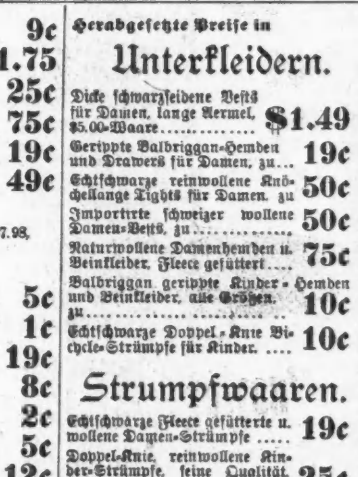 9c
1.75
25c
75c
19c
49c
7.98,
5c
1c
19c
8c
2c
5c
12c
Herabgesetzte Preise in
Unterkleidern.
Dicke schwarzseidene Vests
für Damen, lange Aermel,
$5.00-Waare.............. $1.49
Gerippte Balbriggan-Hemden
und Drawers für Damen, zu... 19c
Echtschwarze reinwollene Knö-
chellange Tights für Damen, zu 50c
Importirte schweizer wollene
Damen-Vests, zu............. 50c
Naturwollene Damenhemden u.
Beinkleider, Fleece gefüttert.... 75c
Balbriggan gerippte Kinder-Hemden
und Beinkleider, alle Größen,
zu............. 10c
Echtschwarze Doppel-Knie Bi-
cycle-Strümpfe für Kinder..... 10c
Strumpfwaaren.
Echtschwarze Fleece gefütterte u.
wollene Damen-Strümpfe ..... 19c
Doppel-Knie, reinwollene Kin-
der-Strümpfe, feine Qualität, 25c